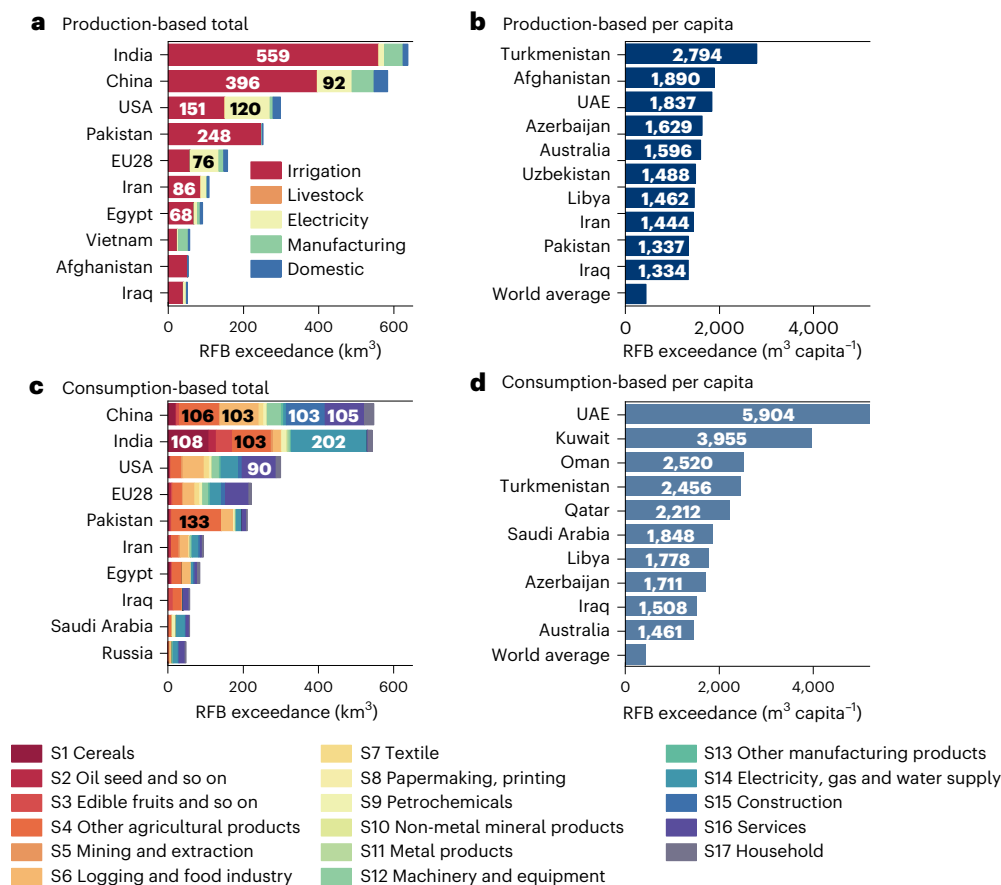 a Production-based total
India
559
China
396 92
USA
151 120
Pakistan
248
EU28
76
Iran
86
Egypt
68
Vietnam
Afghanistan
Iraq
Irrigation
Livestock
Electricity
Manufacturing
Domestic
0 200 400 600
RFB exceedance (km³)
b Production-based per capita
Turkmenistan 2,794
Afghanistan 1,890
UAE 1,837
Azerbaijan 1,629
Australia 1,596
Uzbekistan 1,488
Libya 1,462
Iran 1,444
Pakistan 1,337
Iraq 1,334
World average
0 2,000 4,000
RFB exceedance (m³ capita⁻¹)
c Consumption-based total
China 106 103 103 105
India 108 103 202
USA 90
EU28
Pakistan 133
Iran
Egypt
Iraq
Saudi Arabia
Russia
0 200 400 600
RFB exceedance (km³)
d Consumption-based per capita
UAE 5,904
Kuwait 3,955
Oman 2,520
Turkmenistan 2,456
Qatar 2,212
Saudi Arabia 1,848
Libya 1,778
Azerbaijan 1,711
Iraq 1,508
Australia 1,461
World average
0 2,000 4,000
RFB exceedance (m³ capita⁻¹)
S1 Cereals
S2 Oil seed and so on
S3 Edible fruits and so on
S4 Other agricultural products
S5 Mining and extraction
S6 Logging and food industry
S7 Textile
S8 Papermaking, printing
S9 Petrochemicals
S10 Non-metal mineral products
S11 Metal products
S12 Machinery and equipment
S13 Other manufacturing products
S14 Electricity, gas and water supply
S15 Construction
S16 Services
S17 Household